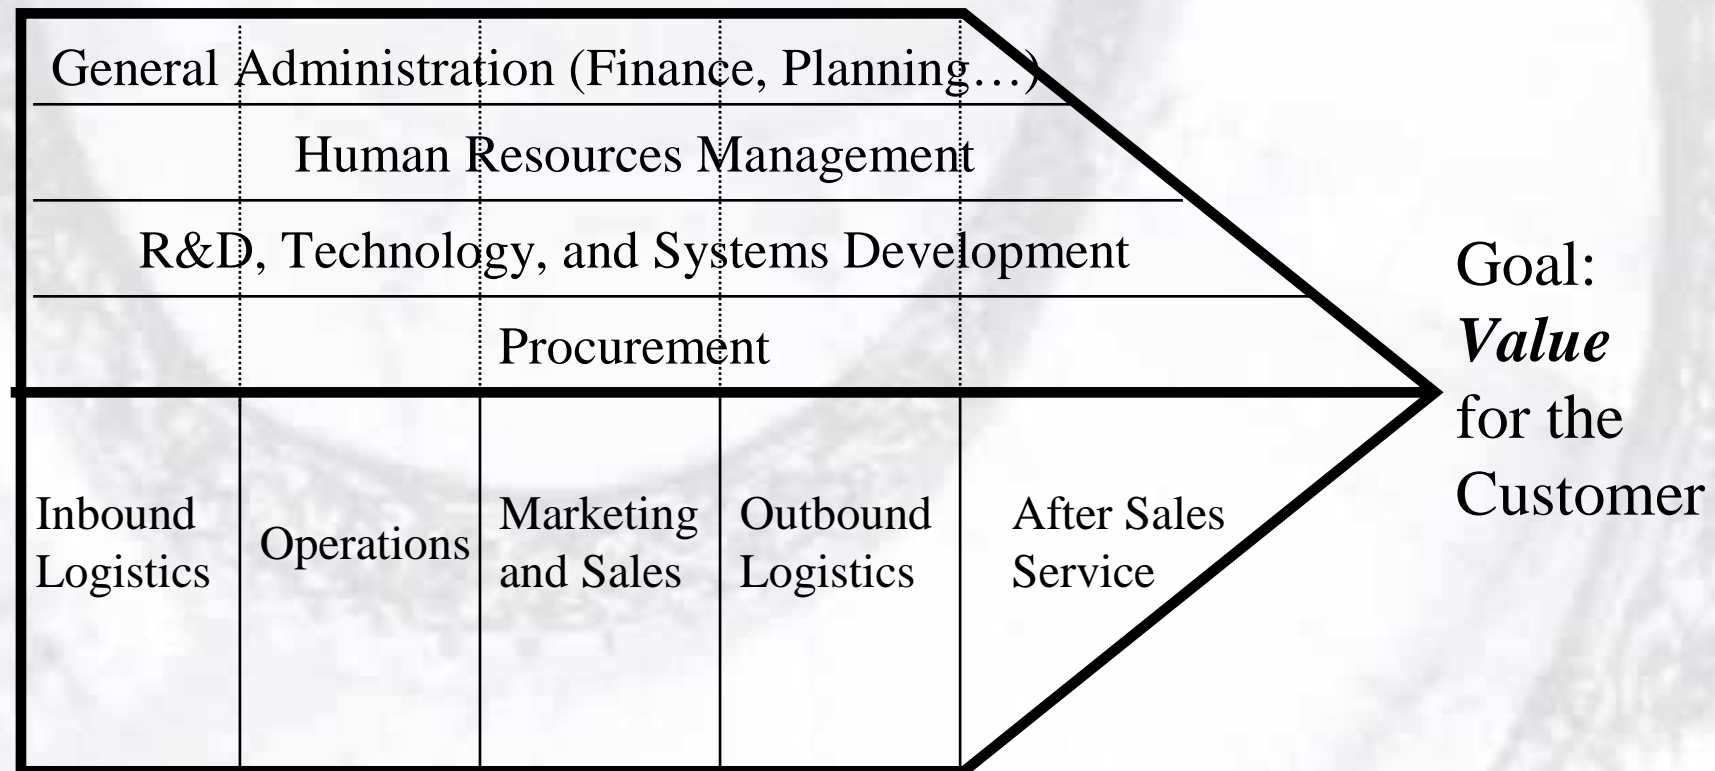 General Administration (Finance, Planning…)
Human Resources Management
R&D, Technology, and Systems Development
Procurement
Inbound
Logistics
Operations
Marketing
and Sales
Outbound
Logistics
After Sales
Service
Goal:
Value
for the
Customer